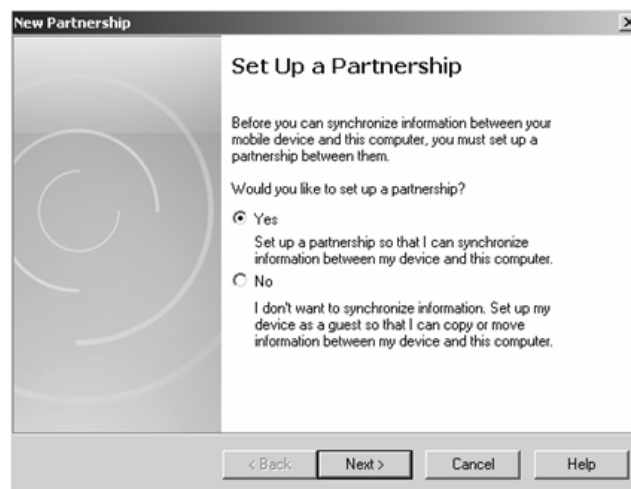 New Partnership
Set Up a Partnership
Before you can synchronize information between your
mobile device and this computer, you must set up a
partnership between them.
Would you like to set up a partnership?
Yes
Set up a partnership so that I can synchronize
information between my device and this computer.
No
I don't want to synchronize information. Set up my
device as a guest so that I can copy or move
information between my device and this computer.
< Back Next > Cancel Help